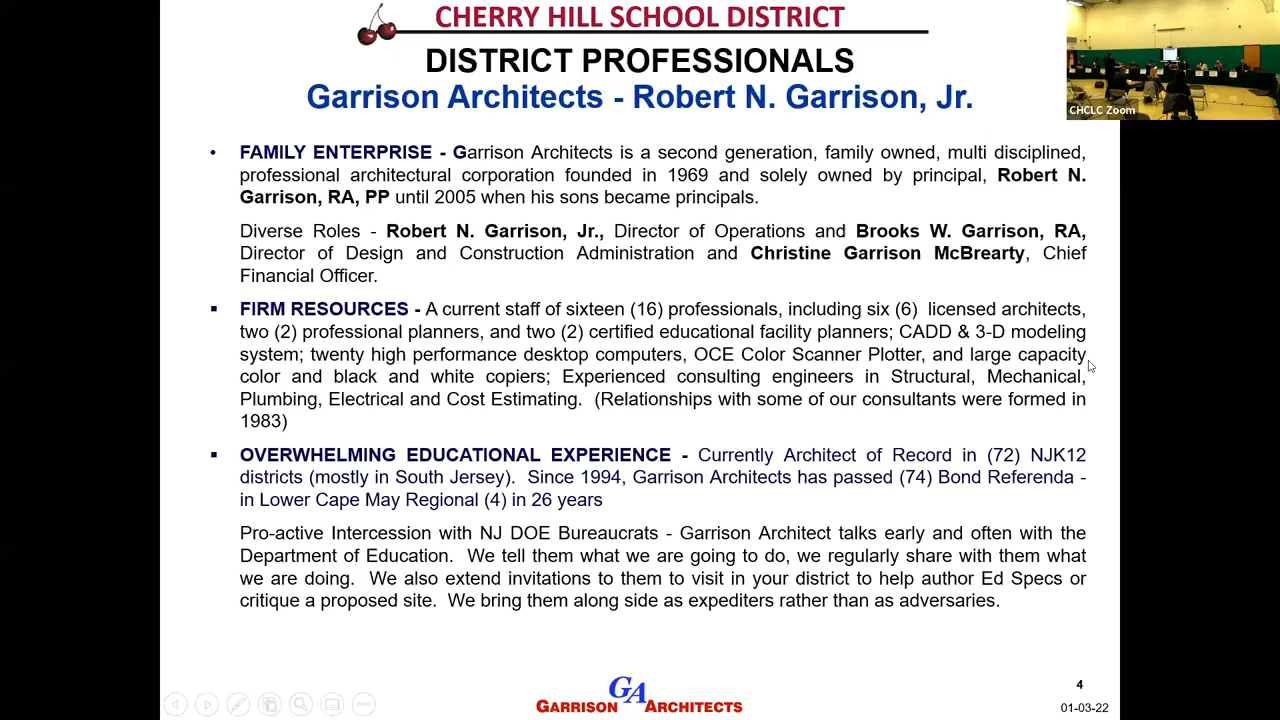 CHERRY HILL SCHOOL DISTRICT
DISTRICT PROFESSIONALS
Garrison Architects - Robert N. Garrison, Jr.
CHCLC Zoom
• FAMILY ENTERPRISE - Garrison Architects is a second generation, family owned, multi disciplined,
professional architectural corporation founded in 1969 and solely owned by principal, Robert N.
Garrison, RA, PP until 2005 when his sons became principals.
Diverse Roles - Robert N. Garrison, Jr., Director of Operations and Brooks W. Garrison, RA,
Director of Design and Construction Administration and Christine Garrison McBrearty, Chief
Financial Officer.
▪ FIRM RESOURCES - A current staff of sixteen (16) professionals, including six (6) licensed architects,
two (2) professional planners, and two (2) certified educational facility planners; CADD & 3-D modeling
system; twenty high performance desktop computers, OCE Color Scanner Plotter, and large capacity
color and black and white copiers; Experienced consulting engineers in Structural, Mechanical,
Plumbing, Electrical and Cost Estimating. (Relationships with some of our consultants were formed in
1983)
▪ OVERWHELMING EDUCATIONAL EXPERIENCE - Currently Architect of Record in (72) NJK12
districts (mostly in South Jersey). Since 1994, Garrison Architects has passed (74) Bond Referenda -
in Lower Cape May Regional (4) in 26 years
Pro-active Intercession with NJ DOE Bureaucrats - Garrison Architect talks early and often with the
Department of Education. We tell them what we are going to do, we regularly share with them what
we are doing. We also extend invitations to them to visit in your district to help author Ed Specs or
critique a proposed site. We bring them along side as expediters rather than as adversaries.
GA
GARRISON ARCHITECTS
4
01-03-22